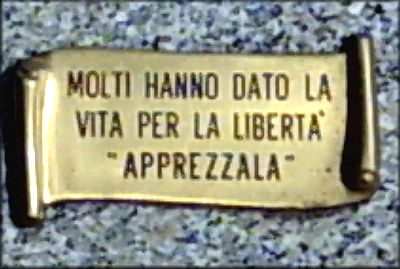 MOLTI HANNO DATO LA
VITA PER LA LIBERTA'
"APPREZZALA"